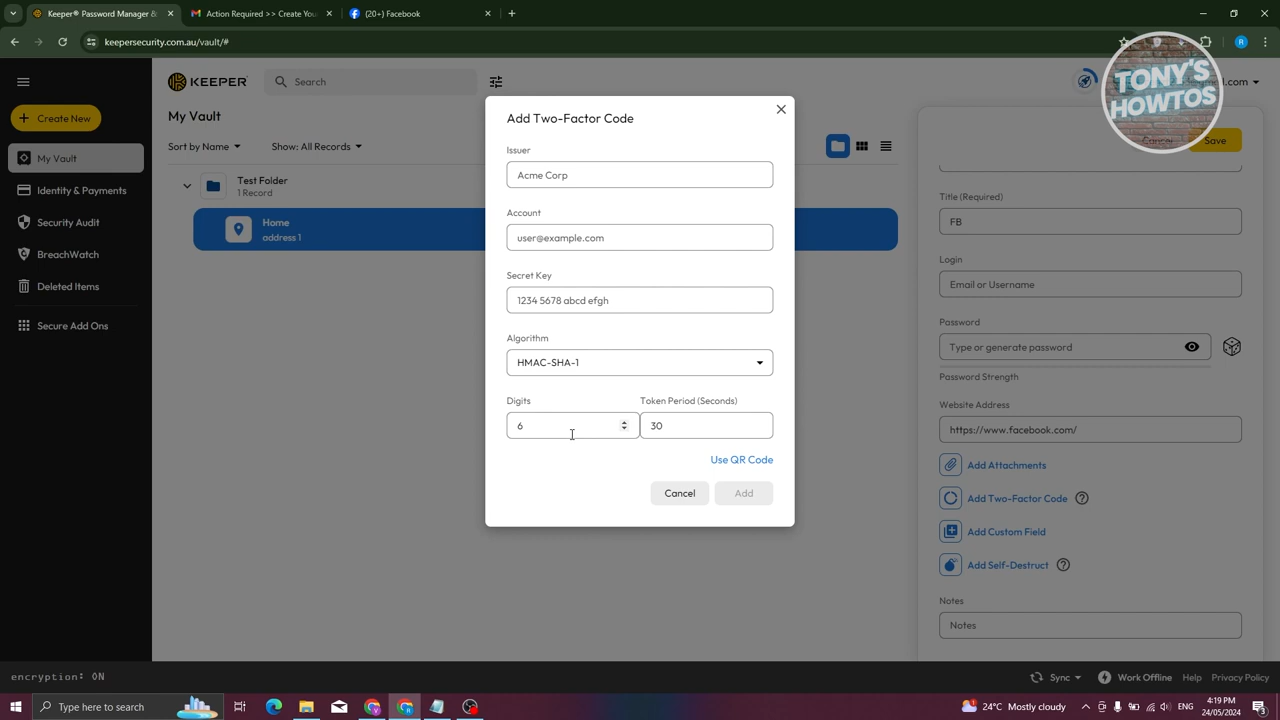 Keeper® Password Manager &
Action Required >> Create You
(20+) Facebook
keepersecurity.com.au/vault/#
TONY'S
HOWTOS
KEEPER
Search
.com
Create New
My Vault
Identity & Payments
Security Audit
BreachWatch
Deleted Items
Secure Add Ons
My Vault
Sort by Name
Show: All Records
Test Folder
1 Record
Home
address 1
Add Two-Factor Code
Issuer
Acme Corp
Account
user@example.com
Secret Key
1234 5678 abcd efgh
Algorithm
HMAC-SHA-1
Digits
Token Period (Seconds)
6
30
Use QR Code
Cancel
Add
Cancel
Save
Title (Required)
FB
Login
Email or Username
Password
Type or generate password
Password Strength
Website Address
https://www.facebook.com/
Add Attachments
Add Two-Factor Code
Add Custom Field
Add Self-Destruct
Notes
Notes
encryption: ON
Sync
Work Offline
Help
Privacy Policy
Type here to search
24°C Mostly cloudy
4:19 PM
24/05/2024